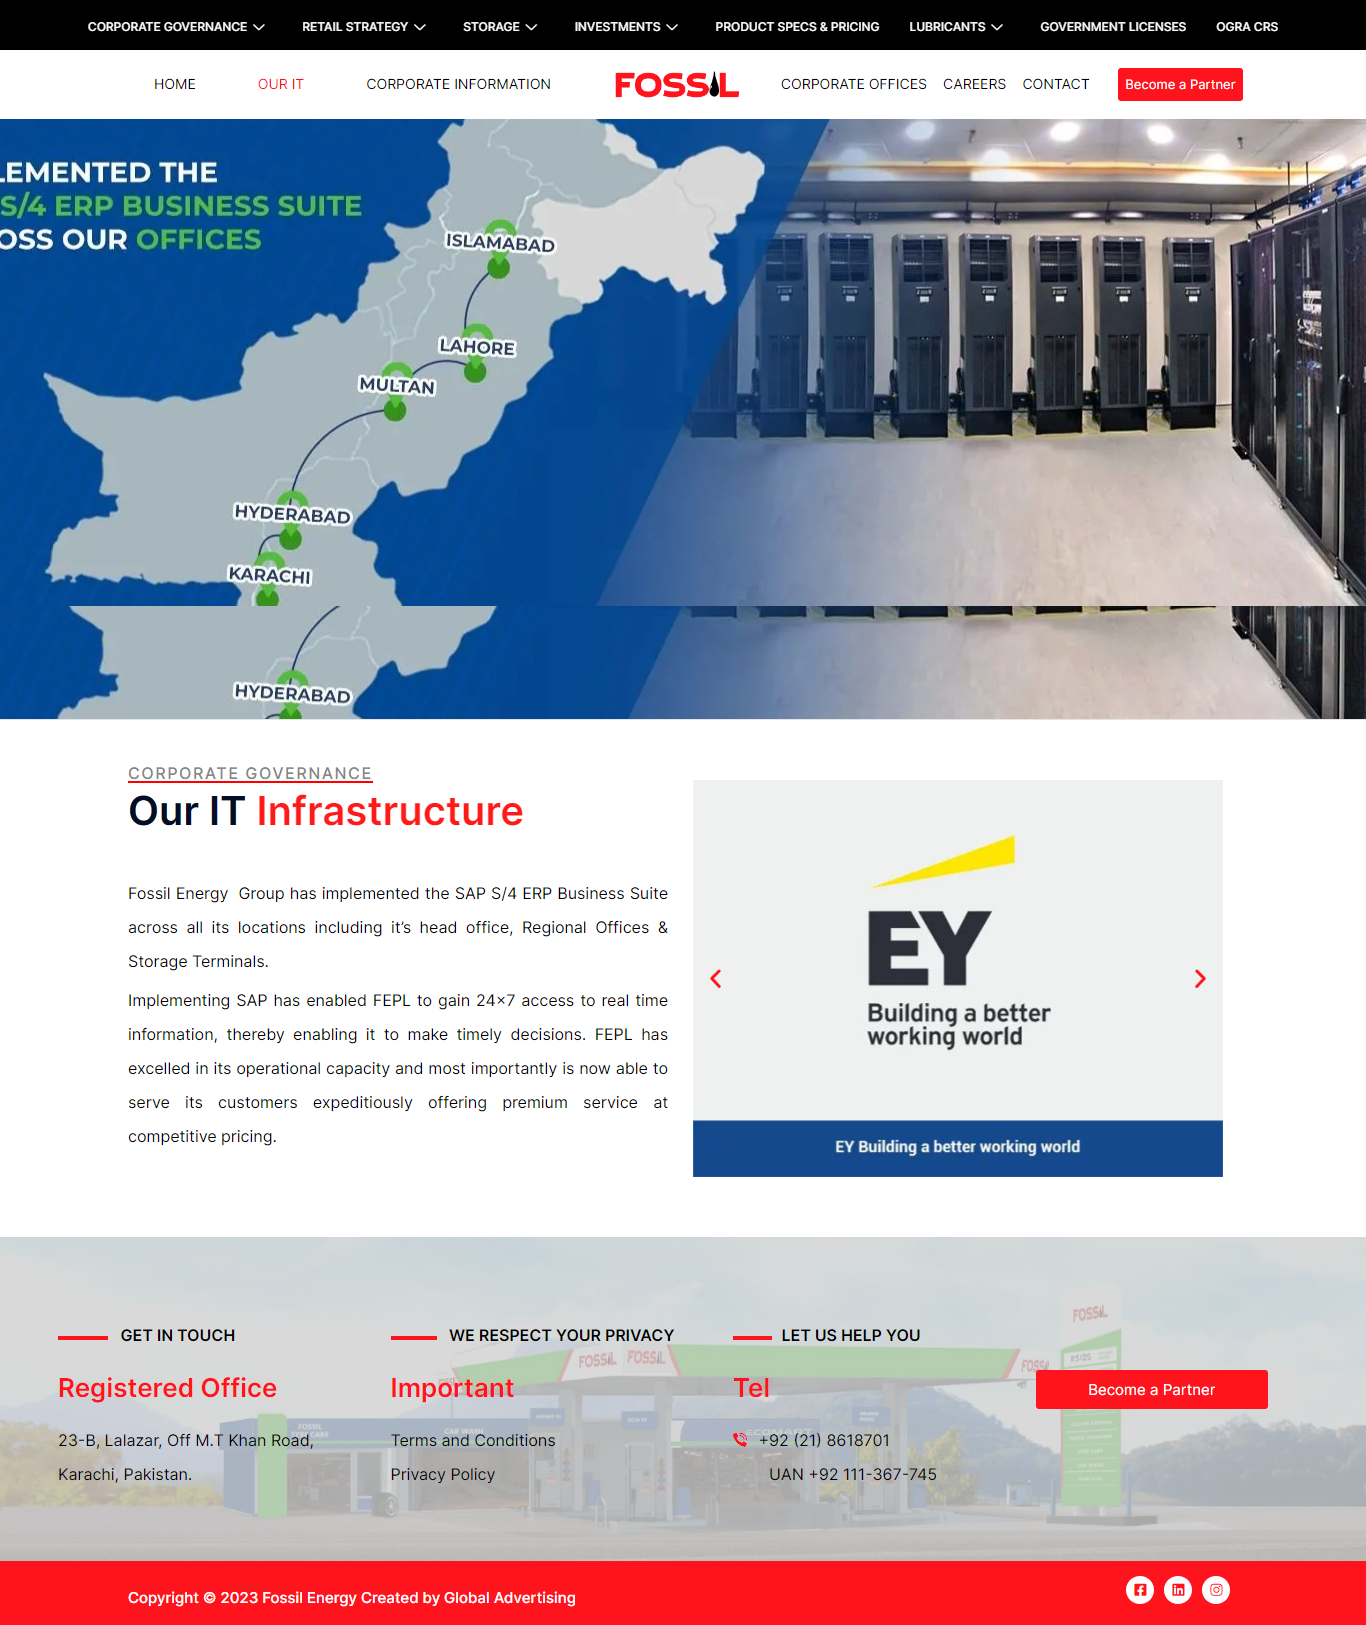 CORPORATE GOVERNANCE RETAIL STRATEGY STORAGE INVESTMENTS PRODUCT SPECS & PRICING LUBRICANTS GOVERNMENT LICENSES OGRA CRS
HOME OUR IT CORPORATE INFORMATION FOSSIL CORPORATE OFFICES CAREERS CONTACT Become a Partner
LEMENTED THE
S/4 ERP BUSINESS SUITE
OSS OUR OFFICES
ISLAMABAD
LAHORE
MULTAN
HYDERABAD
KARACHI
HYDERABAD
CORPORATE GOVERNANCE
Our IT Infrastructure
Fossil Energy  Group has implemented the SAP S/4 ERP Business Suite
across all its locations including it’s head office, Regional Offices &
Storage Terminals.
Implementing SAP has enabled FEPL to gain 24×7 access to real time
information, thereby enabling it to make timely decisions. FEPL has
excelled in its operational capacity and most importantly is now able to
serve its customers expeditiously offering premium service at
competitive pricing.
EY
Building a better
working world
EY Building a better working world
FOSSIL
FOSSIL FOSSIL
GET IN TOUCH
Registered Office
23-B, Lalazar, Off M.T Khan Road,
Karachi, Pakistan.
WE RESPECT YOUR PRIVACY
Important
Terms and Conditions
Privacy Policy
LET US HELP YOU
Tel
+92 (21) 8618701
UAN +92 111-367-745
Become a Partner
CAR WASH
Copyright © 2023 Fossil Energy Created by Global Advertising